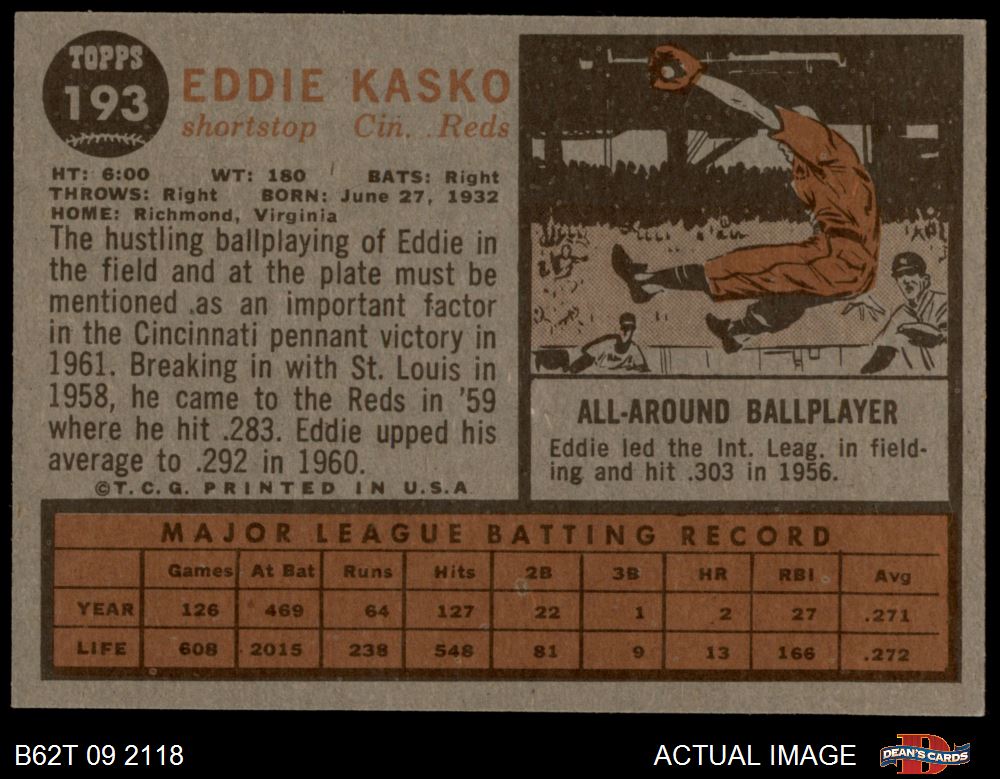 TOPPS
193
EDDIE KASKO
shortstop Cin. Reds
HT: 6:00 WT: 180 BATS: Right
THROWS: Right BORN: June 27, 1932
HOME: Richmond, Virginia
The hustling ballplaying of Eddie in
the field and at the plate must be
mentioned as an important factor
in the Cincinnati pennant victory in
1961. Breaking in with St. Louis in
1958, he came to the Reds in '59
where he hit .283. Eddie upped his
average to .292 in 1960.
©T.C.G. PRINTED IN U.S.A
ALL-AROUND BALLPLAYER
Eddie led the Int. Leag. in field-
ing and hit .303 in 1956.
MAJOR LEAGUE BATTING RECORD
Games At Bat Runs Hits 2B 3B HR RBI Avg
YEAR 126 469 64 127 22 1 2 27 .271
LIFE 608 2015 238 548 81 9 13 166 .272
B62T 09 2118 ACTUAL IMAGE DEAN'S CARDS